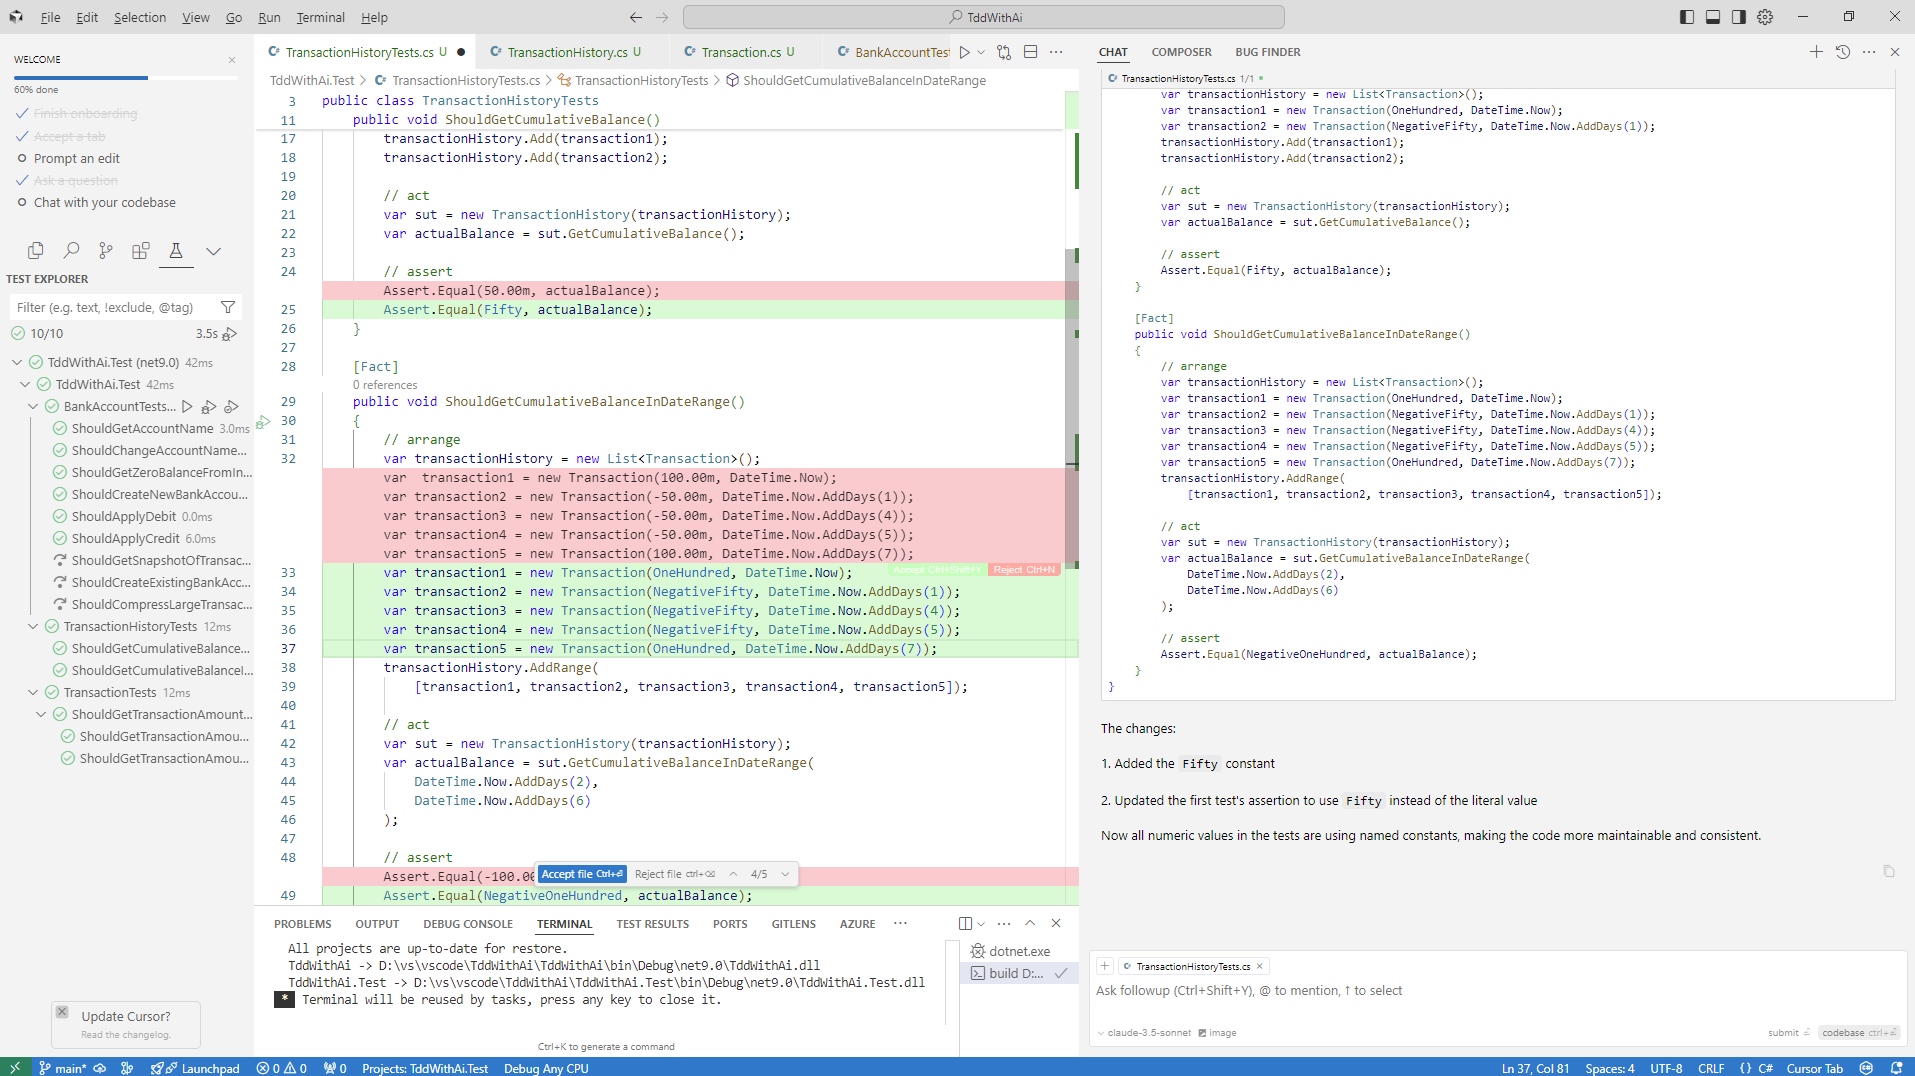 File Edit Selection View Go Run Terminal Help
TddWithAi
WELCOME
60% done
Finish onboarding
Accept a tab
Prompt an edit
Ask a question
Chat with your codebase
TEST EXPLORER
Filter (e.g. text, !exclude, @tag)
10/10 3.5s
TddWithAi.Test (net9.0) 42ms
TddWithAi.Test 42ms
BankAccountTests...
ShouldGetAccountName 3.0ms
ShouldChangeAccountName...
ShouldGetZeroBalanceFromIn...
ShouldCreateNewBankAccou...
ShouldApplyDebit 0.0ms
ShouldApplyCredit 6.0ms
ShouldGetSnapshotOfTransac...
ShouldCreateExistingBankAcc...
ShouldCompressLargeTransac...
TransactionHistoryTests 12ms
ShouldGetCumulativeBalance...
ShouldGetCumulativeBalanceI...
TransactionTests 12ms
ShouldGetTransactionAmount...
ShouldGetTransactionAmou...
ShouldGetTransactionAmou...
Update Cursor?
Read the changelog.
TransactionHistoryTests.cs U TransactionHistory.cs U Transaction.cs U BankAccountTest
TddWithAi.Test > TransactionHistoryTests.cs > TransactionHistoryTests > ShouldGetCumulativeBalanceInDateRange
3 public class TransactionHistoryTests
11 public void ShouldGetCumulativeBalance()
17 transactionHistory.Add(transaction1);
18 transactionHistory.Add(transaction2);
19
20 // act
21 var sut = new TransactionHistory(transactionHistory);
22 var actualBalance = sut.GetCumulativeBalance();
23
24 // assert
Assert.Equal(50.00m, actualBalance);
25 Assert.Equal(Fifty, actualBalance);
26 }
27
28 [Fact]
0 references
29 public void ShouldGetCumulativeBalanceInDateRange()
30 {
31 // arrange
32 var transactionHistory = new List<Transaction>();
var  transaction1 = new Transaction(100.00m, DateTime.Now);
var transaction2 = new Transaction(-50.00m, DateTime.Now.AddDays(1));
var transaction3 = new Transaction(-50.00m, DateTime.Now.AddDays(4));
var transaction4 = new Transaction(-50.00m, DateTime.Now.AddDays(5));
var transaction5 = new Transaction(100.00m, DateTime.Now.AddDays(7));
33 var transaction1 = new Transaction(OneHundred, DateTime.Now); Accept Ctrl+Shift+Y Reject Ctrl+N
34 var transaction2 = new Transaction(NegativeFifty, DateTime.Now.AddDays(1));
35 var transaction3 = new Transaction(NegativeFifty, DateTime.Now.AddDays(4));
36 var transaction4 = new Transaction(NegativeFifty, DateTime.Now.AddDays(5));
37 var transaction5 = new Transaction(OneHundred, DateTime.Now.AddDays(7));
38 transactionHistory.AddRange(
39 [transaction1, transaction2, transaction3, transaction4, transaction5]);
40
41 // act
42 var sut = new TransactionHistory(transactionHistory);
43 var actualBalance = sut.GetCumulativeBalanceInDateRange(
44 DateTime.Now.AddDays(2),
45 DateTime.Now.AddDays(6)
46 );
47
48 // assert
Assert.Equal(-100.00
49 Assert.Equal(NegativeOneHundred, actualBalance);
Accept file Ctrl+⏎ Reject file ctrl+⌫ 4/5
PROBLEMS OUTPUT DEBUG CONSOLE TERMINAL TEST RESULTS PORTS GITLENS AZURE
All projects are up-to-date for restore.
TddWithAi -> D:\vs\vscode\TddWithAi\TddWithAi\bin\Debug\net9.0\TddWithAi.dll
TddWithAi.Test -> D:\vs\vscode\TddWithAi\TddWithAi.Test\bin\Debug\net9.0\TddWithAi.Test.dll
* Terminal will be reused by tasks, press any key to close it.
Ctrl+K to generate a command
dotnet.exe
build D:...
CHAT COMPOSER BUG FINDER
TransactionHistoryTests.cs 1/1
var transactionHistory = new List<Transaction>();
var transaction1 = new Transaction(OneHundred, DateTime.Now);
var transaction2 = new Transaction(NegativeFifty, DateTime.Now.AddDays(1));
transactionHistory.Add(transaction1);
transactionHistory.Add(transaction2);
// act
var sut = new TransactionHistory(transactionHistory);
var actualBalance = sut.GetCumulativeBalance();
// assert
Assert.Equal(Fifty, actualBalance);
}
[Fact]
public void ShouldGetCumulativeBalanceInDateRange()
{
// arrange
var transactionHistory = new List<Transaction>();
var transaction1 = new Transaction(OneHundred, DateTime.Now);
var transaction2 = new Transaction(NegativeFifty, DateTime.Now.AddDays(1));
var transaction3 = new Transaction(NegativeFifty, DateTime.Now.AddDays(4));
var transaction4 = new Transaction(NegativeFifty, DateTime.Now.AddDays(5));
var transaction5 = new Transaction(OneHundred, DateTime.Now.AddDays(7));
transactionHistory.AddRange(
[transaction1, transaction2, transaction3, transaction4, transaction5]);
// act
var sut = new TransactionHistory(transactionHistory);
var actualBalance = sut.GetCumulativeBalanceInDateRange(
DateTime.Now.AddDays(2),
DateTime.Now.AddDays(6)
);
// assert
Assert.Equal(NegativeOneHundred, actualBalance);
}
}
The changes:
1. Added the Fifty constant
2. Updated the first test's assertion to use Fifty instead of the literal value
Now all numeric values in the tests are using named constants, making the code more maintainable and consistent.
+ TransactionHistoryTests.cs ×
Ask followup (Ctrl+Shift+Y), @ to mention, ↑ to select
claude-3.5-sonnet image submit ⏎ codebase ctrl+⏎
main* Launchpad 0 0 0 Projects: TddWithAi.Test Debug Any CPU Ln 37, Col 81 Spaces: 4 UTF-8 CRLF {} C# Cursor Tab